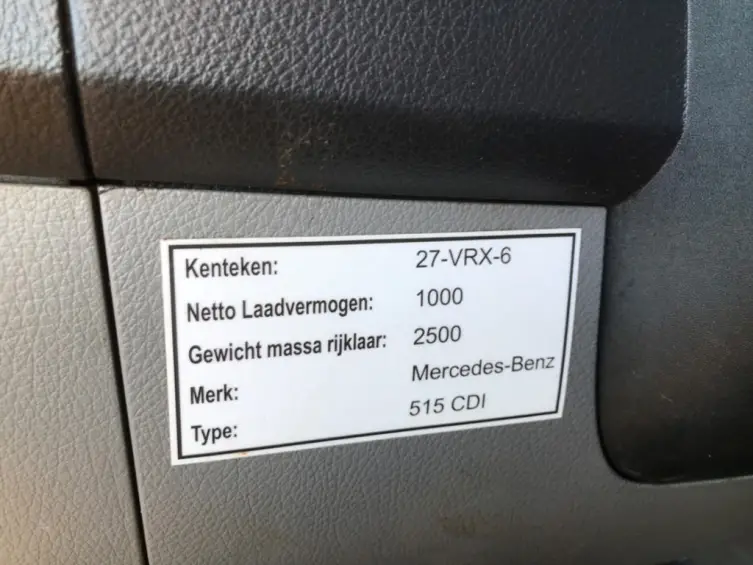 Kenteken: 27-VRX-6
Netto Laadvermogen: 1000
Gewicht massa rijklaar: 2500
Merk: Mercedes-Benz
Type: 515 CDI